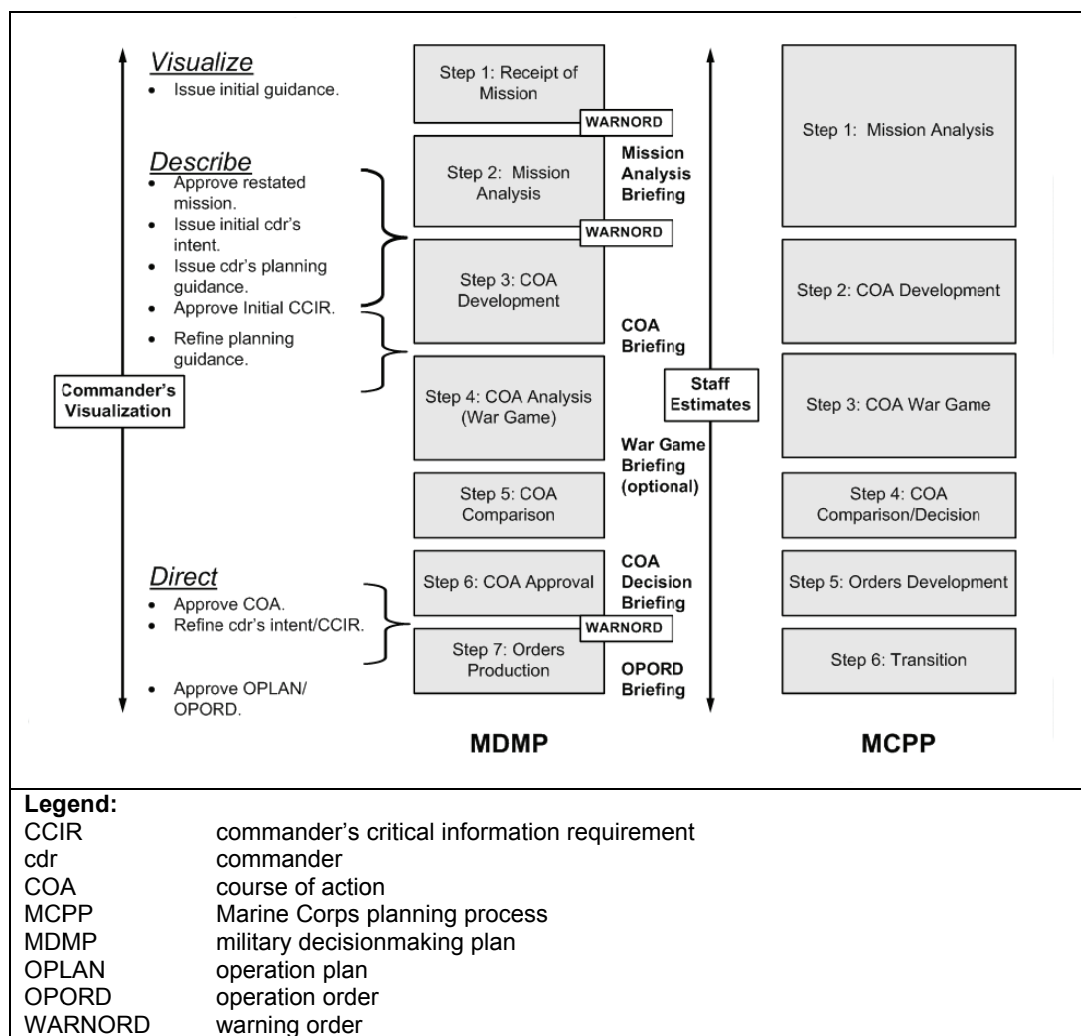 Visualize
• Issue initial guidance.
Describe
• Approve restated
mission.
• Issue initial cdr's
intent.
• Issue cdr's planning
guidance.
• Approve Initial CCIR.
• Refine planning
guidance.
Commander's
Visualization
Direct
• Approve COA.
• Refine cdr's intent/CCIR.
• Approve OPLAN/
OPORD.
Step 1: Receipt of
Mission
WARNORD
Step 2: Mission
Analysis
Mission
Analysis
Briefing
WARNORD
Step 3: COA
Development
COA
Briefing
Step 4: COA Analysis
(War Game)
War Game
Briefing
(optional)
Step 5: COA
Comparison
Step 6: COA Approval
COA
Decision
Briefing
WARNORD
Step 7: Orders
Production
OPORD
Briefing
MDMP
Staff
Estimates
Step 1: Mission Analysis
Step 2: COA Development
Step 3: COA War Game
Step 4: COA
Comparison/Decision
Step 5: Orders Development
Step 6: Transition
MCPP
Legend:
CCIR commander's critical information requirement
cdr commander
COA course of action
MCPP Marine Corps planning process
MDMP military decisionmaking plan
OPLAN operation plan
OPORD operation order
WARNORD warning order